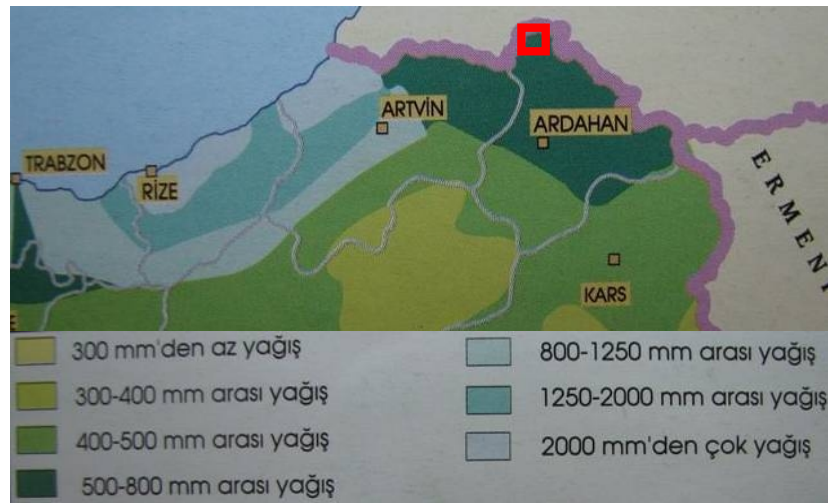 ARTVİN
ARDAHAN
TRABZON
RİZE
KARS
300 mm'den az yağış
300-400 mm arası yağış
400-500 mm arası yağış
500-800 mm arası yağış
800-1250 mm arası yağış
1250-2000 mm arası yağış
2000 mm'den çok yağış